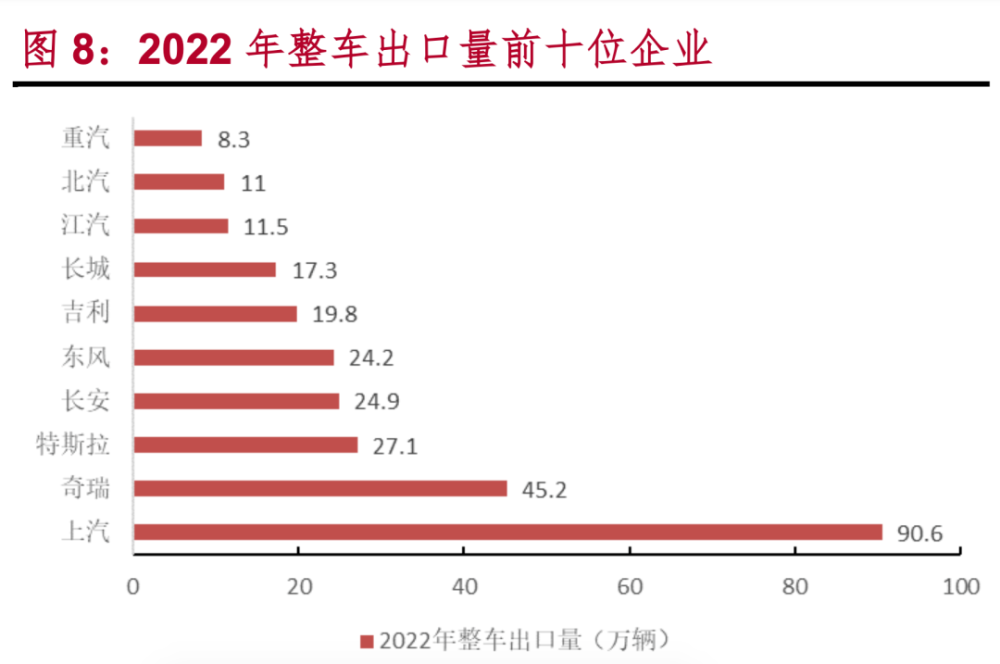 图 8：2022 年整车出口量前十位企业
重汽 8.3
北汽 11
江汽 11.5
长城 17.3
吉利 19.8
东风 24.2
长安 24.9
特斯拉 27.1
奇瑞 45.2
上汽 90.6
0 20 40 60 80 100
2022年整车出口量（万辆）